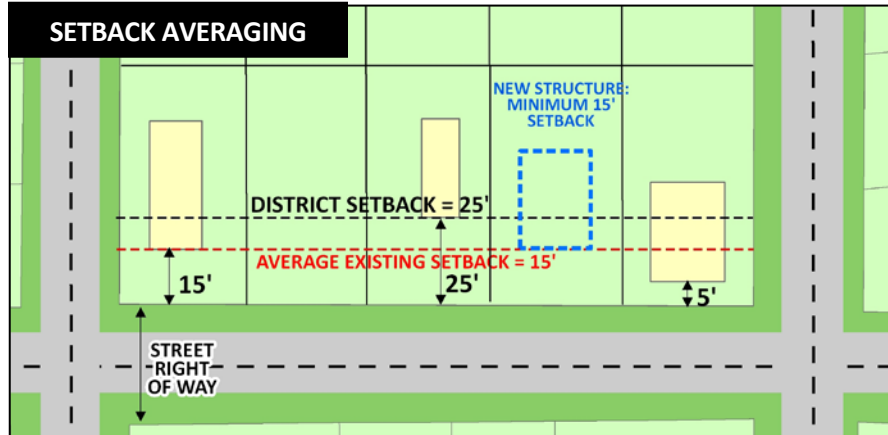 SETBACK AVERAGING
NEW STRUCTURE:
MINIMUM 15'
SETBACK
DISTRICT SETBACK = 25'
AVERAGE EXISTING SETBACK = 15'
15'
25'
5'
STREET
RIGHT
OF WAY